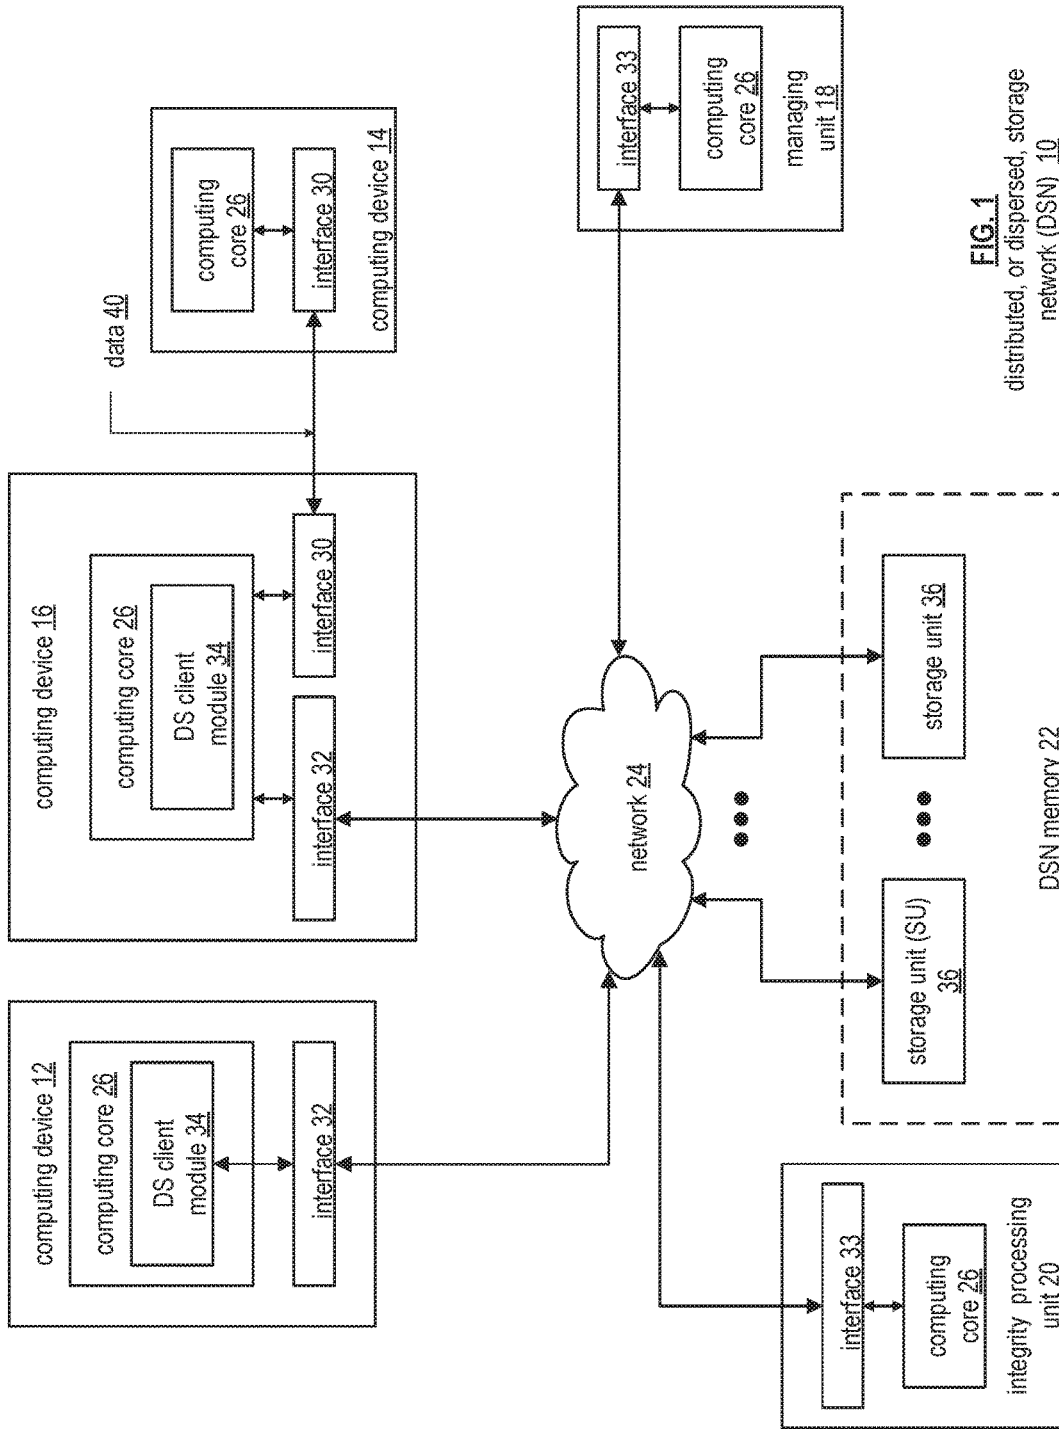 computing device 12
computing core 26
DS client
module 34
interface 32
computing device 16
computing core 26
DS client
module 34
interface 32
interface 30
data 40
computing
core 26
interface 30
computing device 14
network 24
interface 33
computing
core 26
managing
unit 18
interface 33
computing
core 26
integrity processing
unit 20
storage unit (SU)
36
storage unit 36
DSN memory 22
FIG. 1
distributed, or dispersed, storage
network (DSN) 10